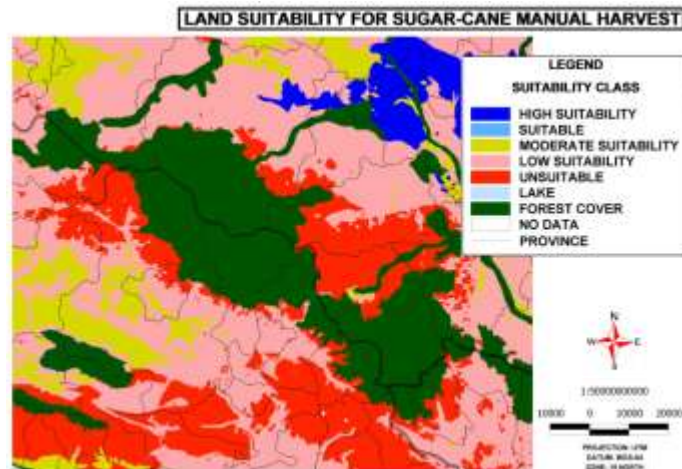 LAND SUITABILITY FOR SUGAR-CANE MANUAL HARVEST
LEGEND
SUITABILITY CLASS
HIGH SUITABILITY
SUITABLE
MODERATE SUITABILITY
LOW SUITABILITY
UNSUITABLE
LAKE
FOREST COVER
NO DATA
PROVINCE
N
W E
S
10000 0 10000 20000
PROJECTION: UTM